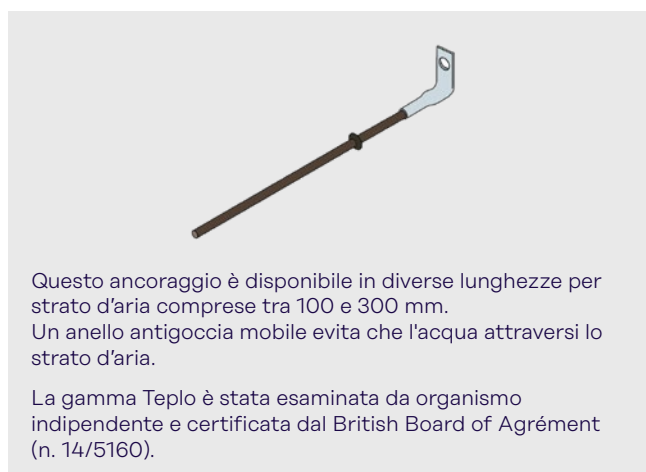 Questo ancoraggio è disponibile in diverse lunghezze per
strato d'aria comprese tra 100 e 300 mm.
Un anello antigoccia mobile evita che l'acqua attraversi lo
strato d'aria.
La gamma Teplo è stata esaminata da organismo
indipendente e certificata dal British Board of Agrément
(n. 14/5160).